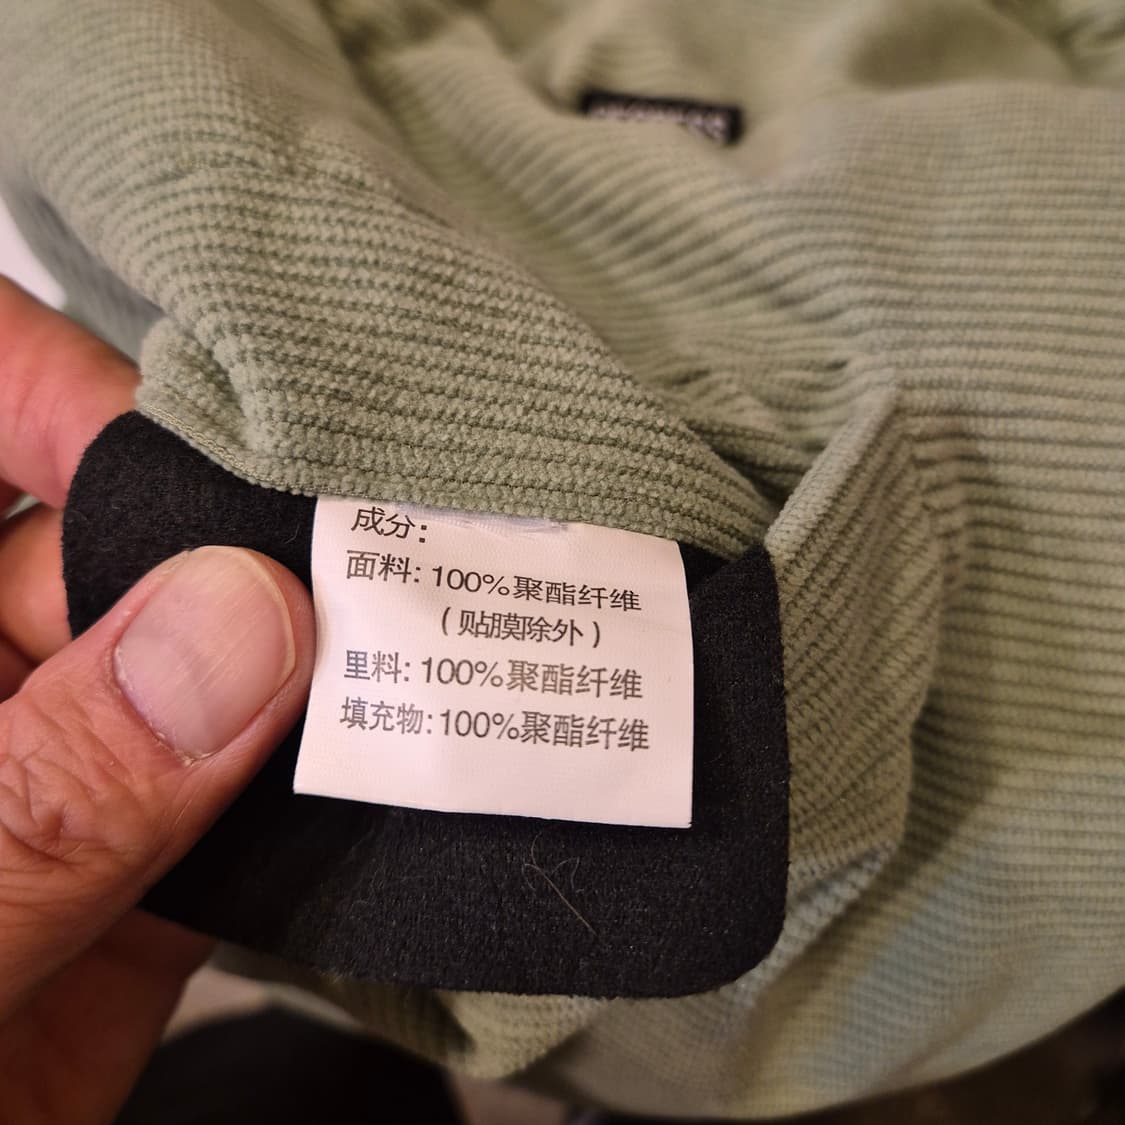 成分：
面料: 100%聚酯纤维
(贴膜除外)
里料: 100%聚酯纤维
填充物: 100%聚酯纤维